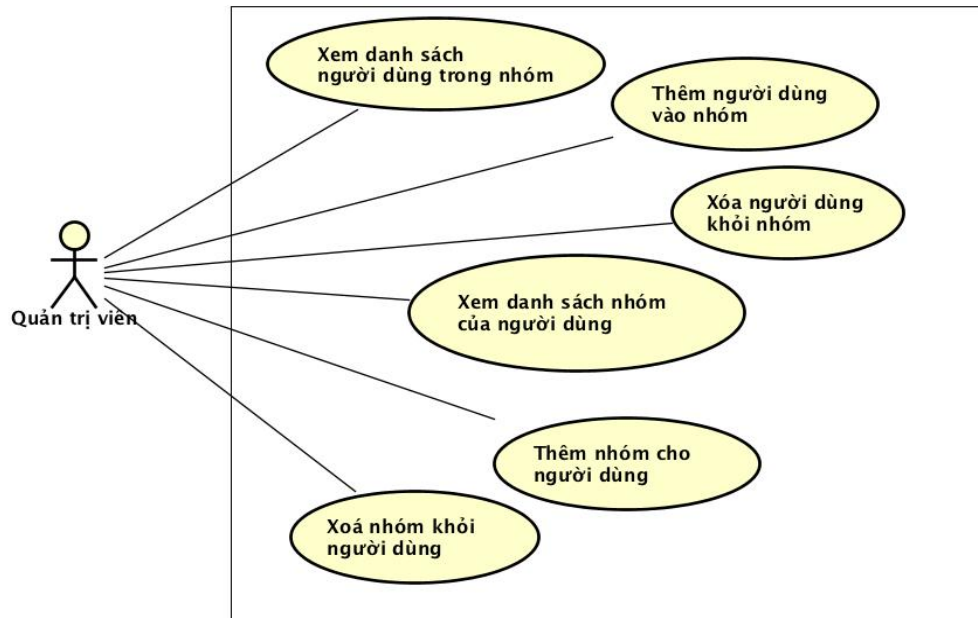 Xem danh sách
người dùng trong nhóm
Thêm người dùng
vào nhóm
Xóa người dùng
khỏi nhóm
Quản trị viên
Xem danh sách nhóm
của người dùng
Thêm nhóm cho
người dùng
Xoá nhóm khỏi
người dùng